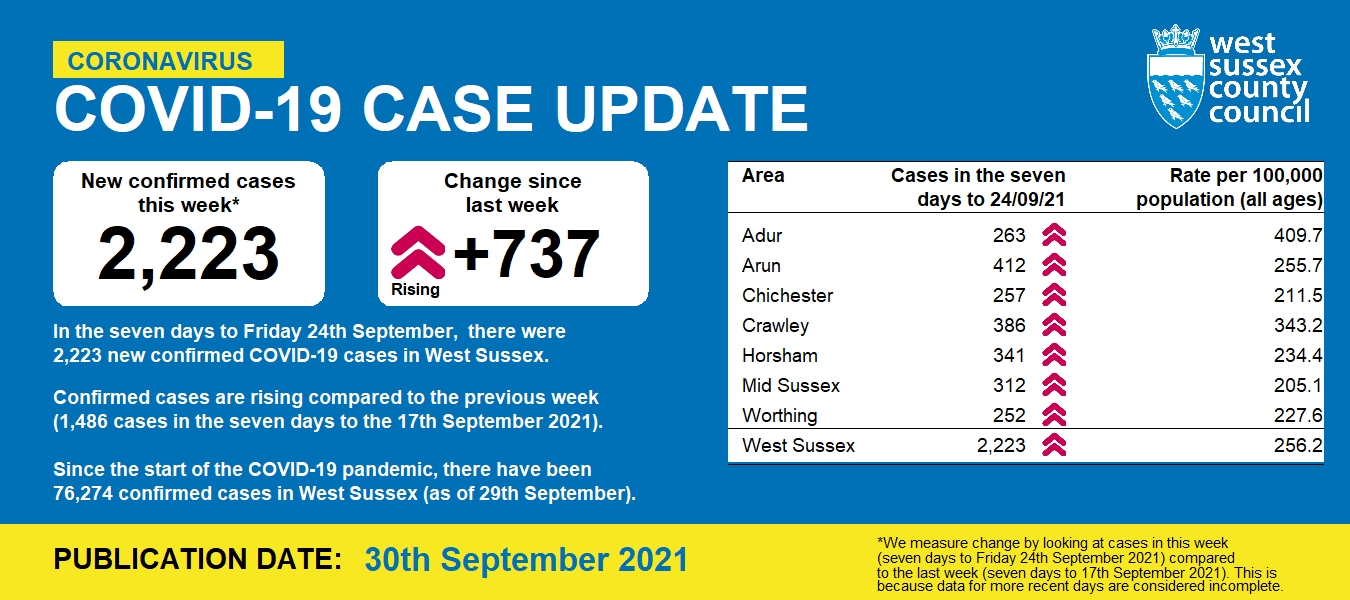 CORONAVIRUS
COVID-19 CASE UPDATE
west
sussex
county
council
New confirmed cases
this week*
2,223
Change since
last week
+737
Rising
In the seven days to Friday 24th September,  there were
2,223 new confirmed COVID-19 cases in West Sussex.
Confirmed cases are rising compared to the previous week
(1,486 cases in the seven days to the 17th September 2021).
Since the start of the COVID-19 pandemic, there have been
76,274 confirmed cases in West Sussex (as of 29th September).
Area Cases in the seven Rate per 100,000
days to 24/09/21 population (all ages)
Adur 263 409.7
Arun 412 255.7
Chichester 257 211.5
Crawley 386 343.2
Horsham 341 234.4
Mid Sussex 312 205.1
Worthing 252 227.6
West Sussex 2,223 256.2
PUBLICATION DATE: 30th September 2021
*We measure change by looking at cases in this week
(seven days to Friday 24th September 2021) compared
to the last week (seven days to 17th September 2021). This is
because data for more recent days are considered incomplete.